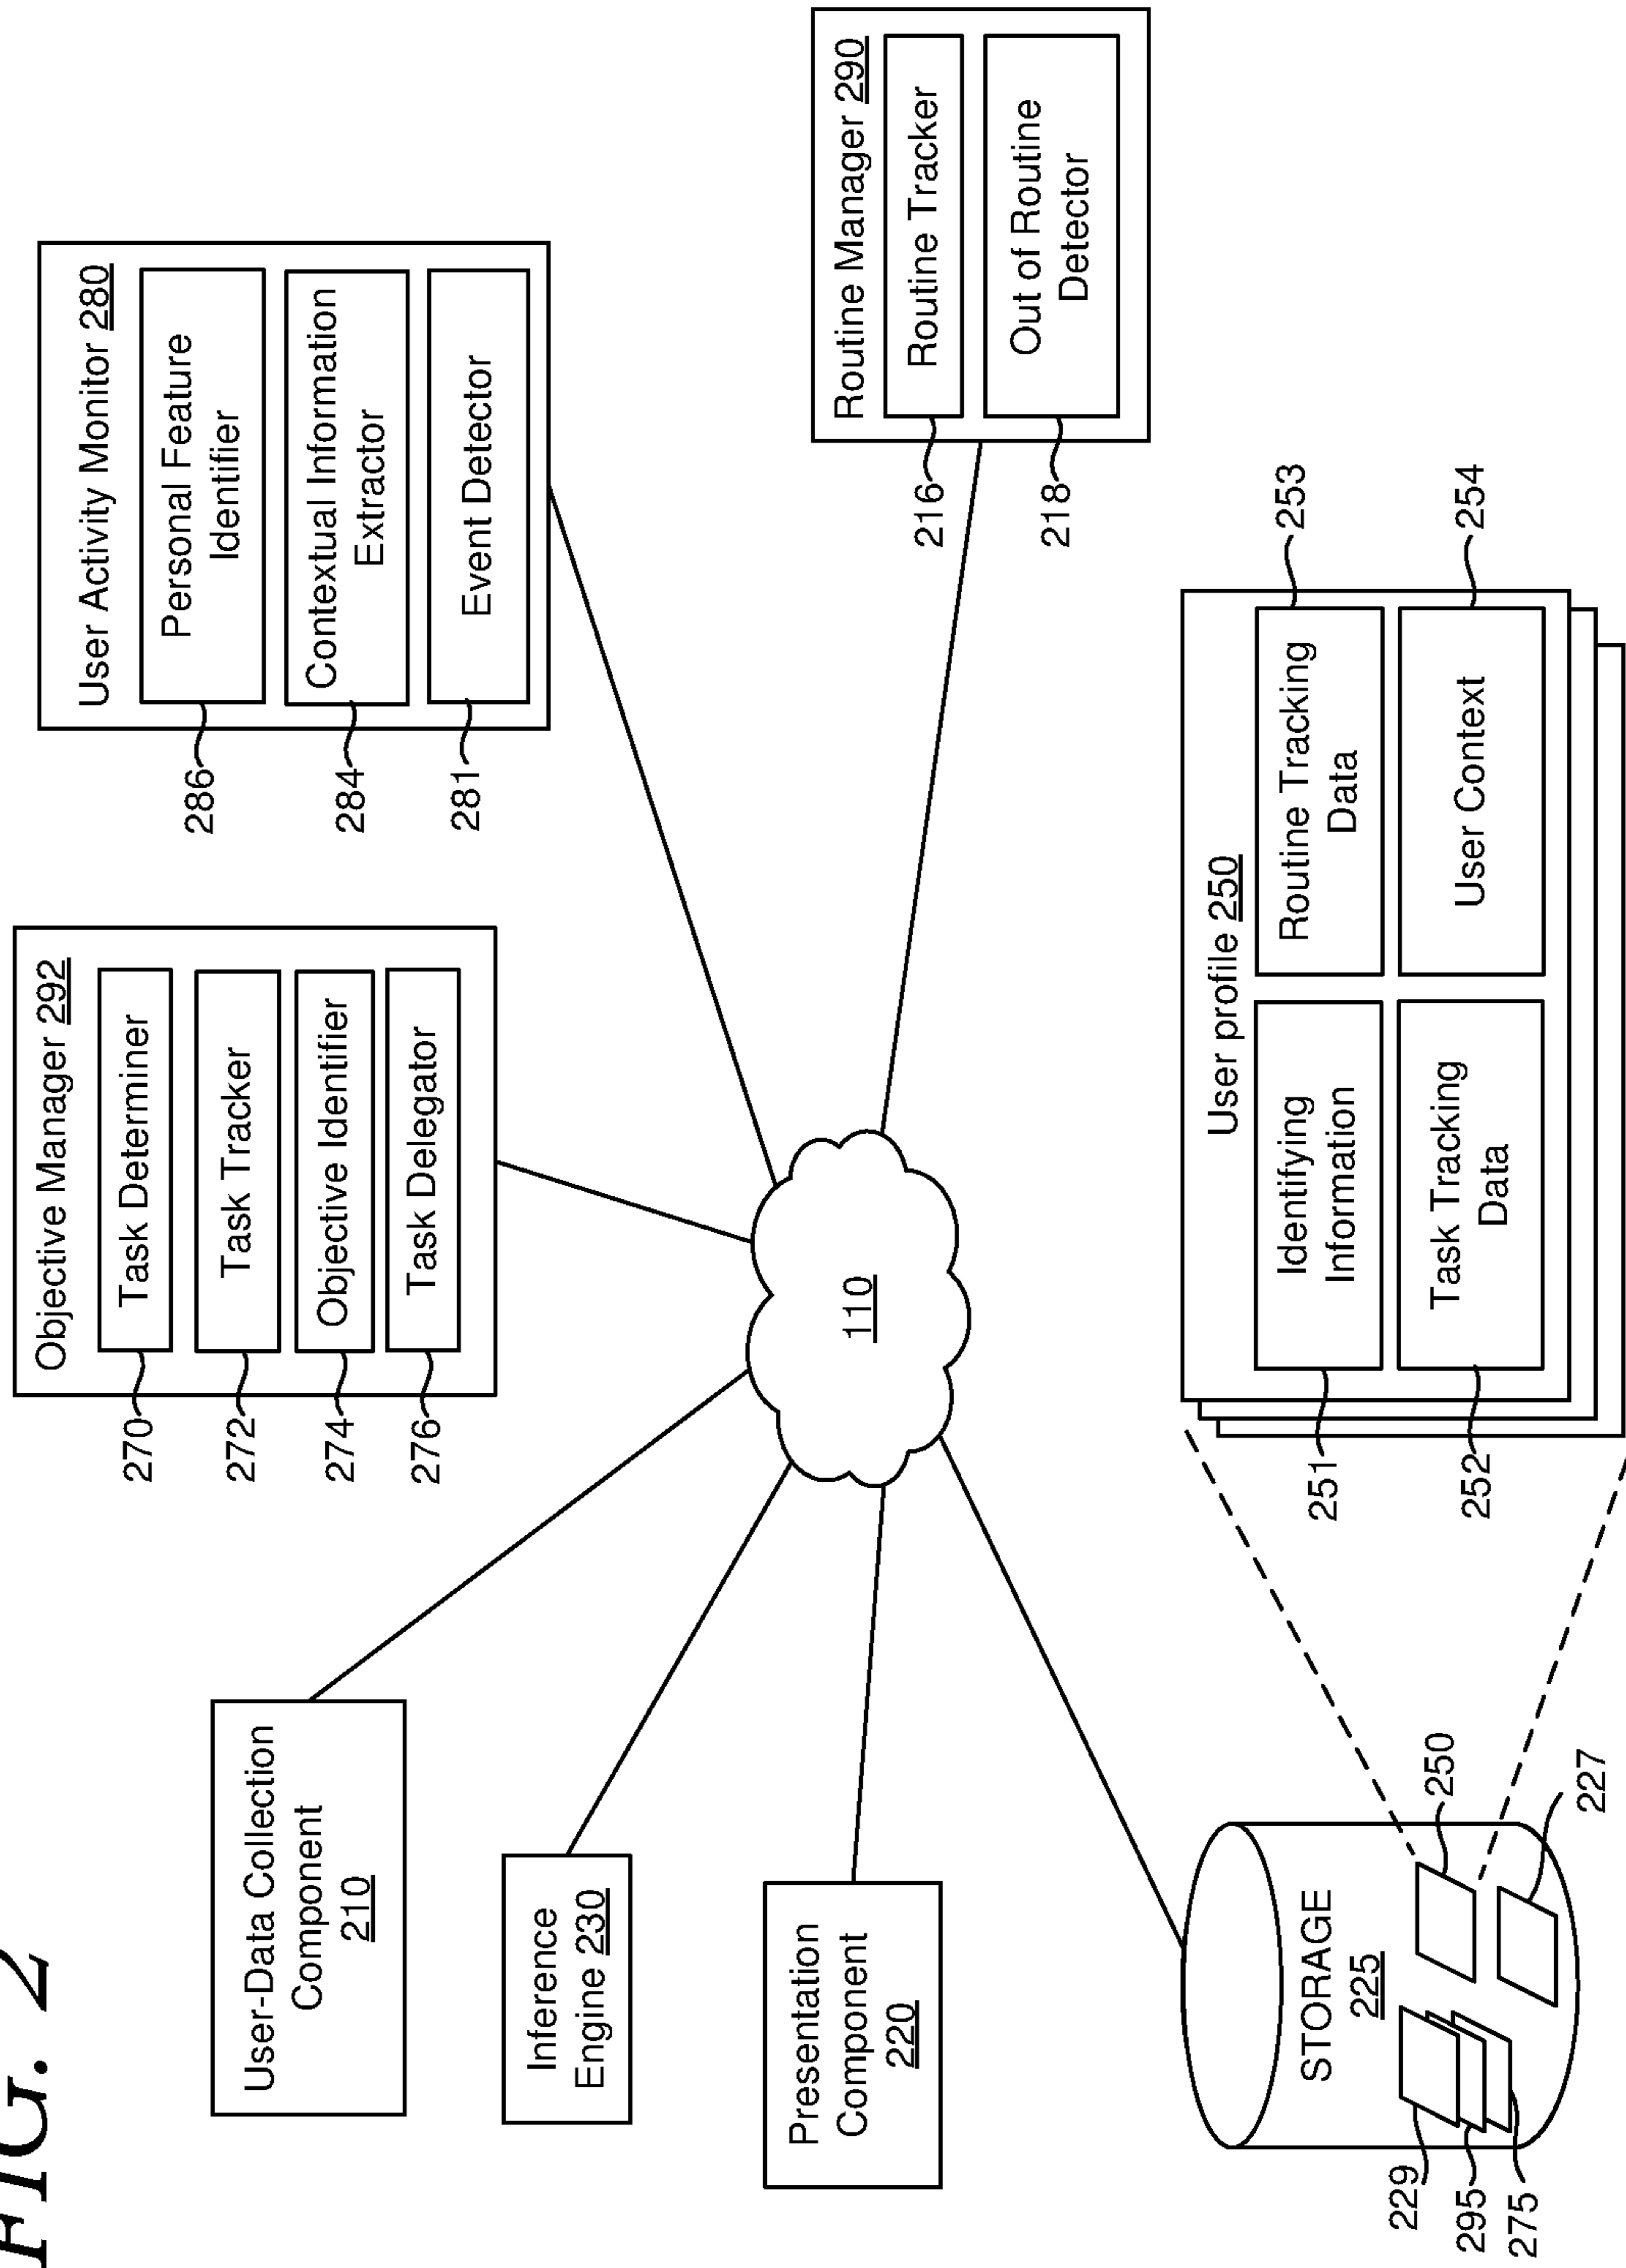 FIG. 2
User-Data Collection
Component
210
Inference
Engine 230
Presentation
Component
220
STORAGE
225
229
295
275
250
227
110
Objective Manager 292
Task Determiner
Task Tracker
Objective Identifier
Task Delegator
270
272
274
276
User Activity Monitor 280
Personal Feature
Identifier
Contextual Information
Extractor
Event Detector
286
284
281
Routine Manager 290
Routine Tracker
Out of Routine
Detector
216
218
User profile 250
Identifying
Information
Routine Tracking
Data
Task Tracking
Data
User Context
251
252
253
254